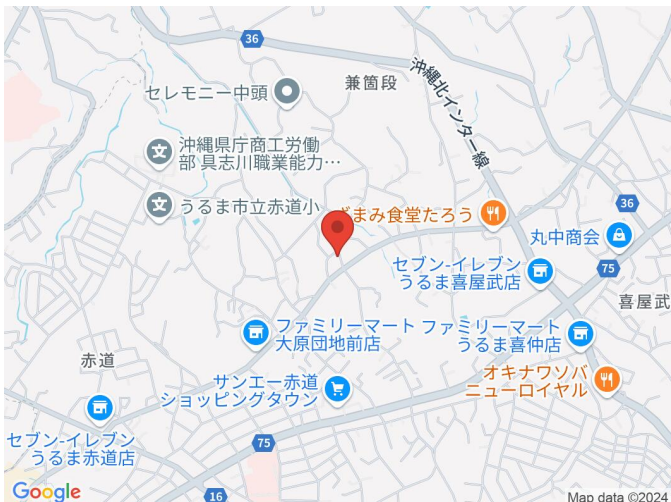 36
沖縄北インター線
兼箇段
セレモニー中頭
沖縄県庁商工労働
部 具志川職業能力…
うるま市立赤道小
ざまみ食堂たろう
36
丸中商会
75
セブン-イレブン
うるま喜屋武店
喜屋武
ファミリーマート
大原団地前店
ファミリーマート
うるま喜仲店
赤道
サンエー赤道
ショッピングタウン
オキナワソバ
ニューロイヤル
セブン-イレブン
うるま赤道店
75
16
Google
Map data ©2024